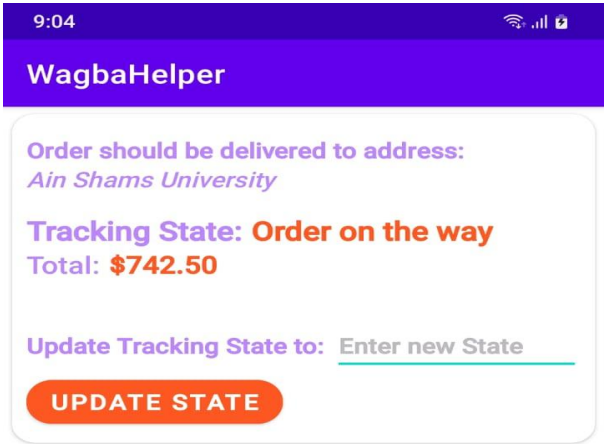 9:04
WagbaHelper
Order should be delivered to address:
Ain Shams University
Tracking State: Order on the way
Total: $742.50
Update Tracking State to: Enter new State
UPDATE STATE